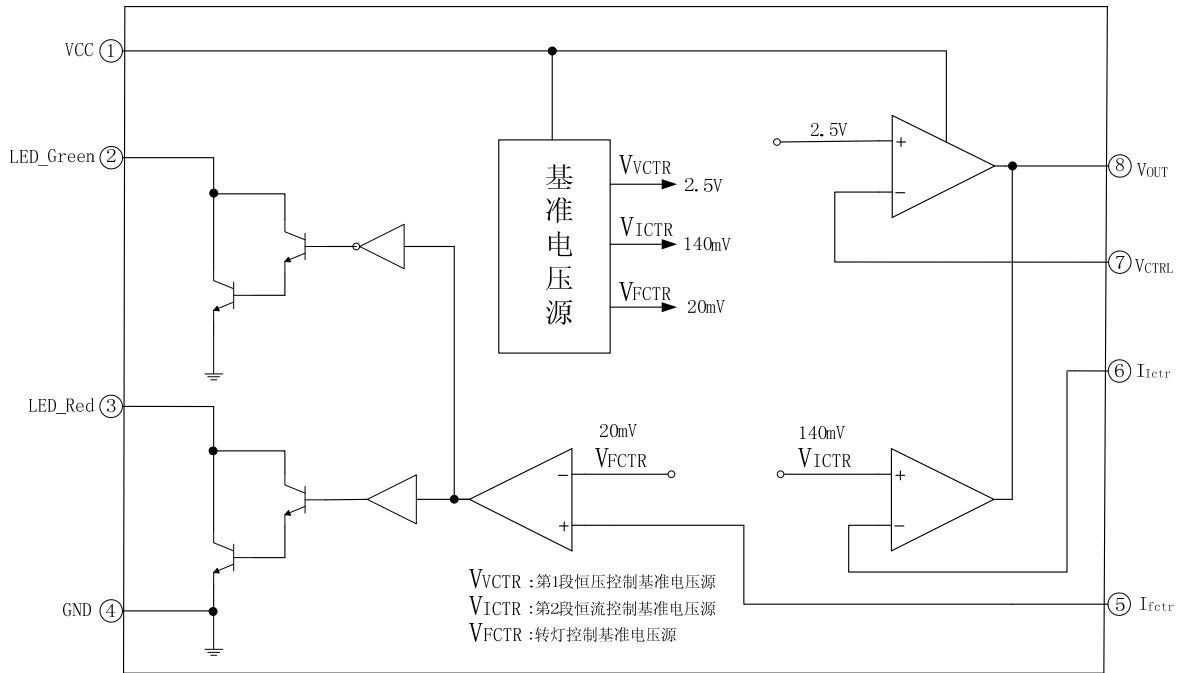 VCC ①
LED_Green ②
LED_Red ③
GND ④
基准电压源
VVCTR
2.5V
VICTR
140mV
VFCTR
20mV
2.5V
+
−
⑧ VOUT
⑦ VCTRL
⑥ IIctr
20mV
VFCTR
−
+
140mV
VICTR
+
−
⑤ Ifctr
VVCTR :第1段恒压控制基准电压源
VICTR :第2段恒流控制基准电压源
VFCTR :转灯控制基准电压源